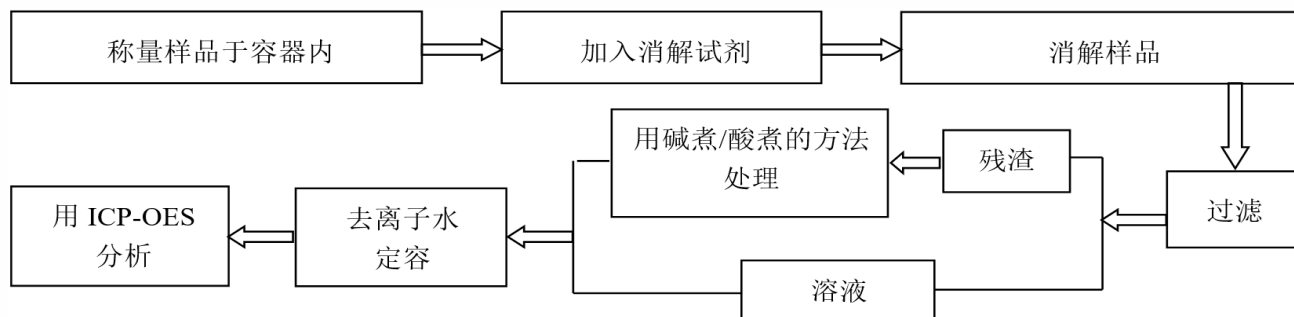 称量样品于容器内
加入消解试剂
消解样品
过滤
残渣
用碱煮/酸煮的方法
处理
溶液
去离子水
定容
用 ICP-OES
分析